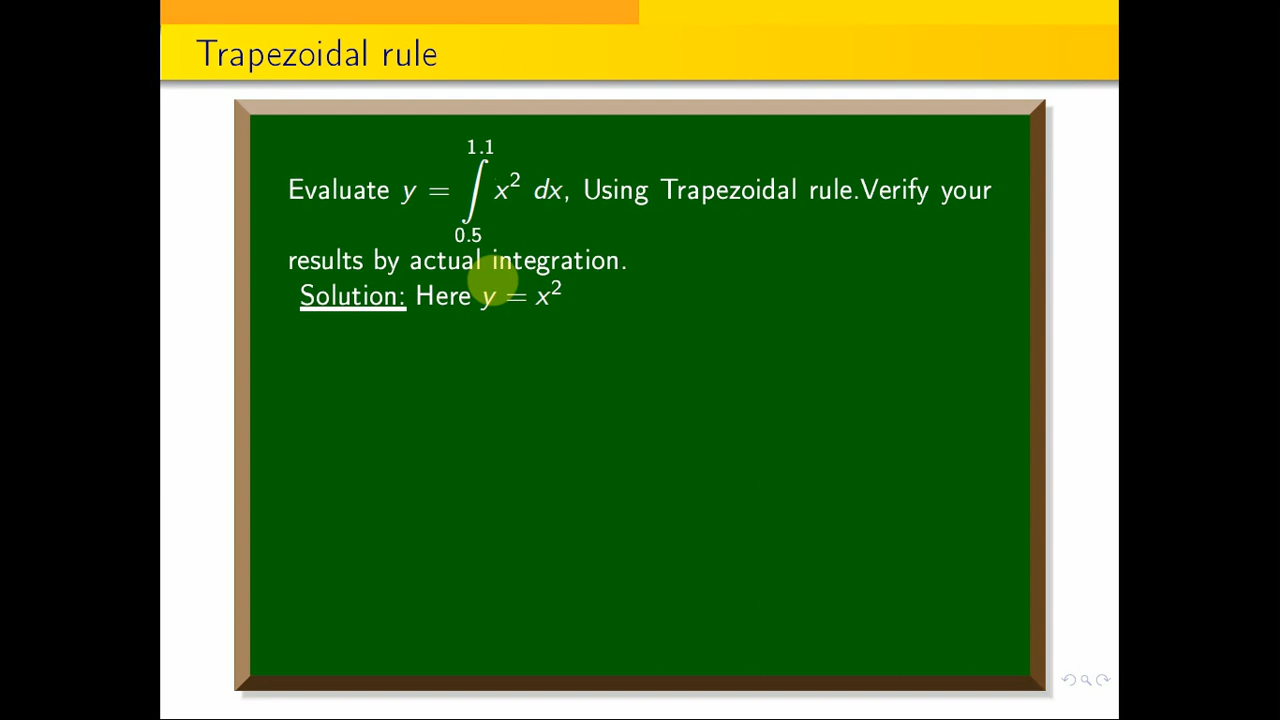 Trapezoidal rule
1.1
Evaluate y = ∫ x² dx, Using Trapezoidal rule.Verify your
0.5
results by actual integration.
Solution: Here y = x²